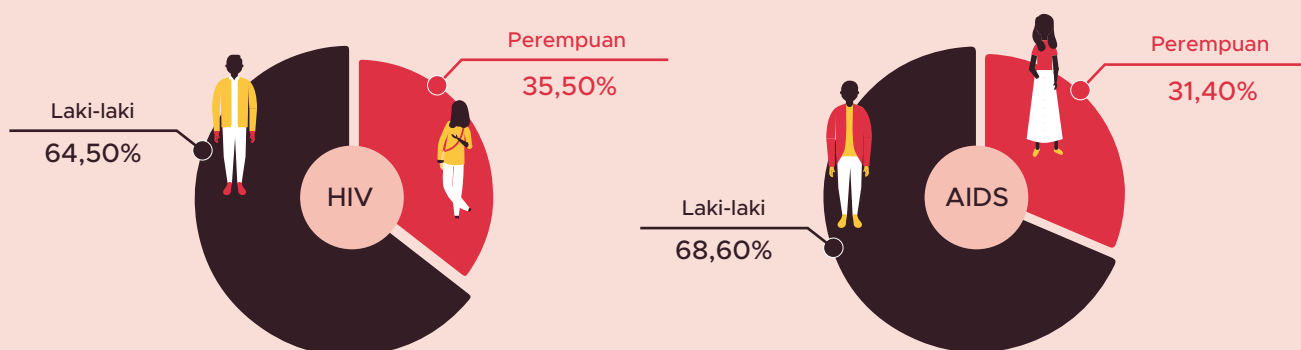 Perempuan
35,50%
Laki-laki
64,50%
HIV
Perempuan
31,40%
Laki-laki
68,60%
AIDS